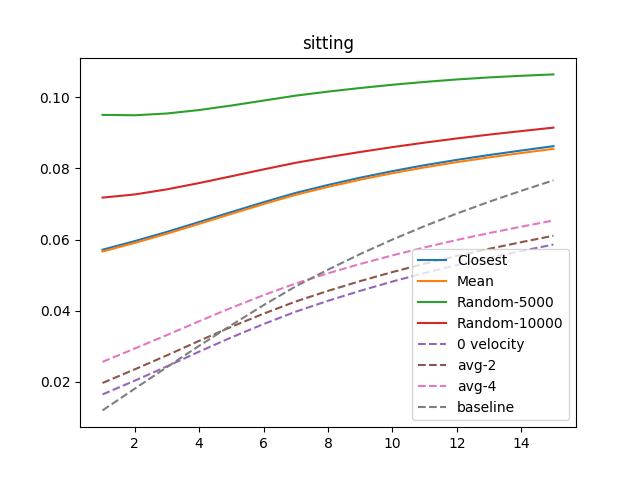 sitting
0.10
0.08
0.06
0.04
0.02
2 4 6 8 10 12 14
Closest
Mean
Random-5000
Random-10000
0 velocity
avg-2
avg-4
baseline